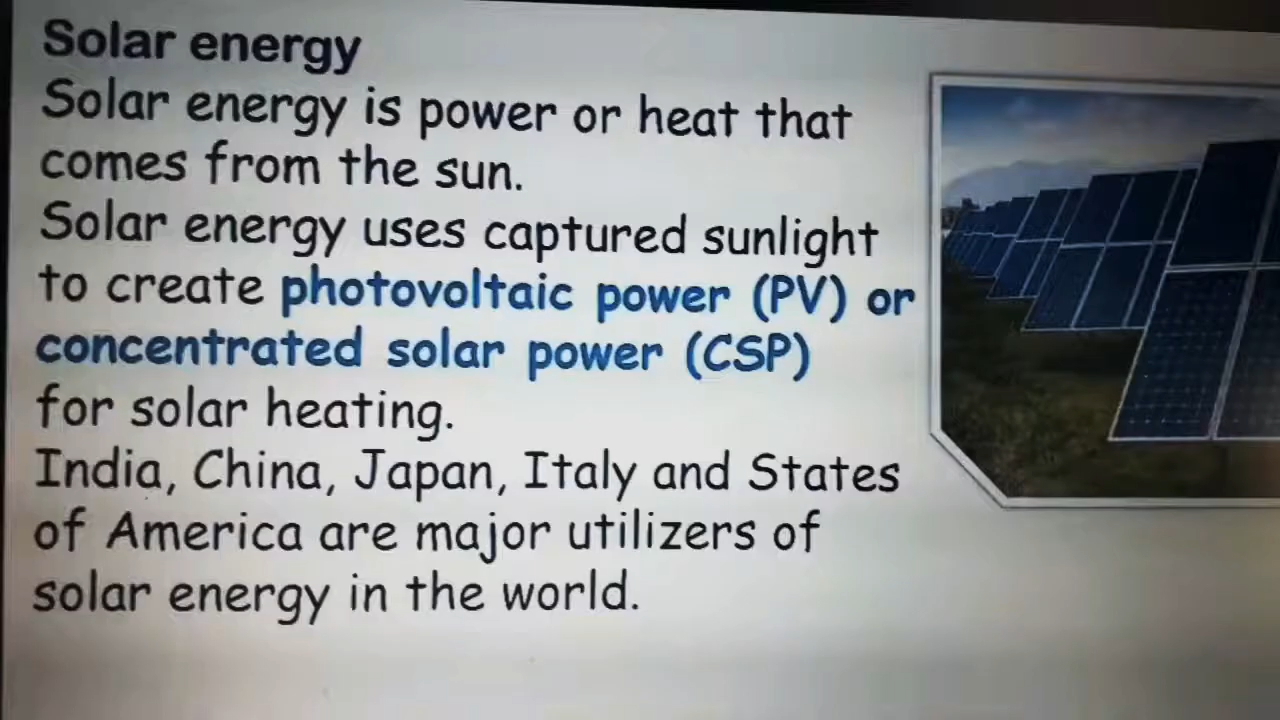 Solar energy
Solar energy is power or heat that
comes from the sun.
Solar energy uses captured sunlight
to create photovoltaic power (PV) or
concentrated solar power (CSP)
for solar heating.
India, China, Japan, Italy and States
of America are major utilizers of
solar energy in the world.